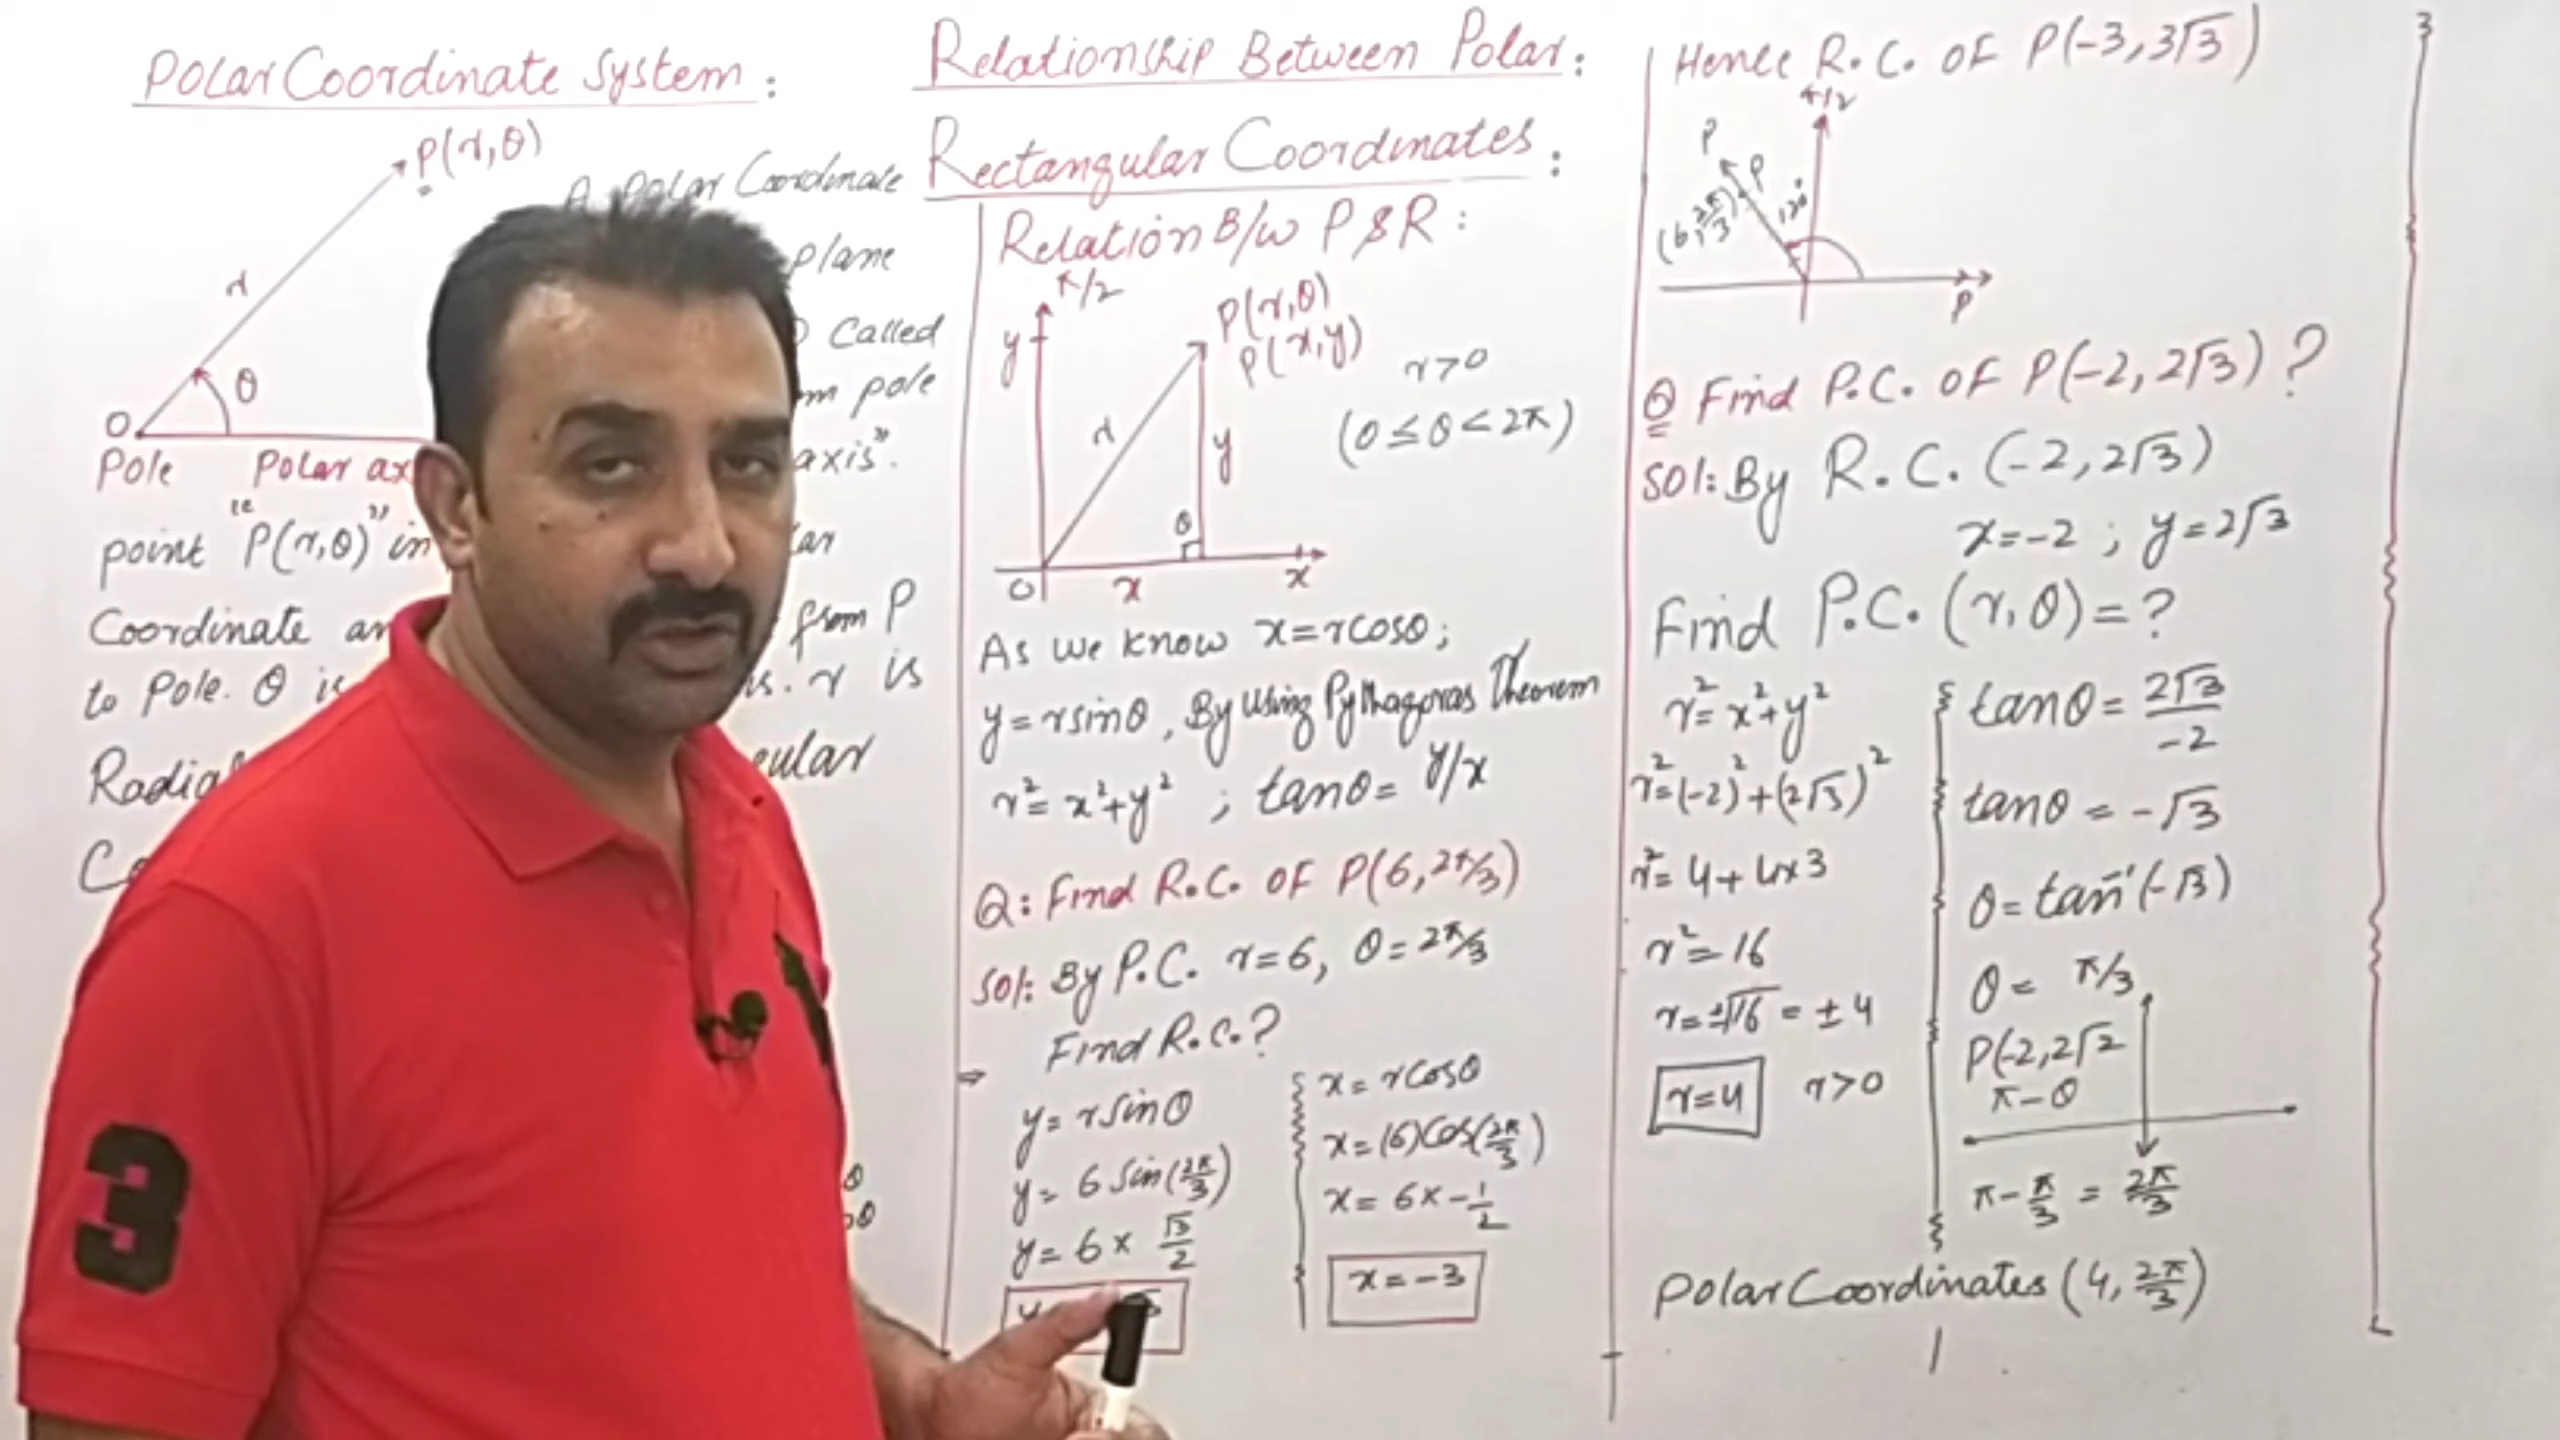 Polar Coordinate System:
P(r,θ)
r
θ
O
Pole Polar ax
A Polar Coordinate
plane
Called
pole
axis".
point "P(r,θ)" in
Coordinate an from P
to Pole. θ is is. r is
Radial cular
Co
θ
3
Relationship Between Polar:
Rectangular Coordinates:
Relation B/w P & R:
π/2
y
P(r,θ)
P(x,y)
r>0
(0≤θ<2π)
r
y
θ
O
x
x
As we know x=rcosθ;
y=rsinθ, By Using Pythagoras Theorem
r²=x²+y² ; tanθ= y/x
Q: Find R.C. OF P(6,2π/3)
Sol: By P.C. r=6, θ=2π/3
Find R.C.?
⇒
y=rsinθ
y= 6 sin(2π/3)
y= 6× √3/2
x= rcosθ
x= (6)Cos(2π/3)
x= 6×-1/2
x=-3
Hence R.C. OF P(-3,3√3)
π/2
P
P
(6,2π/3)
120°
P
Q Find P.C. OF P(-2,2√3)?
Sol: By R.C. (-2,2√3)
x=-2 ; y=2√3
Find P.C. (r,θ)=?
r²=x²+y²
r²=(-2)²+(2√3)²
r²=4+4×3
r²=16
r=±√16 = ±4
r=4 r>0
tanθ= 2√3/-2
tanθ = -√3
θ= tan⁻¹(-√3)
θ= π/3
P(-2,2√2
π-θ
π-π/3 = 2π/3
Polar Coordinates (4, 2π/3)